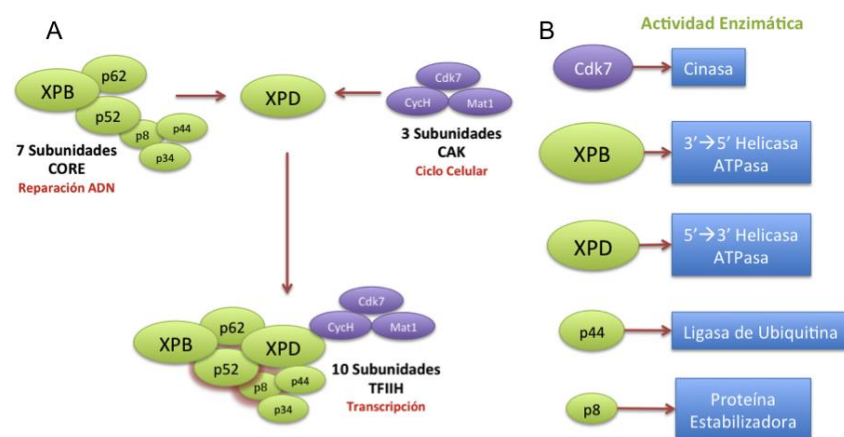 A
XPB
p62
p52
p8
p44
p34
7 Subunidades
CORE
Reparación ADN
XPD
Cdk7
CycH
Mat1
3 Subunidades
CAK
Ciclo Celular
XPB
p62
XPD
p52
p8
p44
p34
Cdk7
CycH
Mat1
10 Subunidades
TFIIH
Transcripción
B
Actividad Enzimática
Cdk7
Cinasa
XPB
3’→5’ Helicasa
ATPasa
XPD
5’→3’ Helicasa
ATPasa
p44
Ligasa de Ubiquitina
p8
Proteína
Estabilizadora